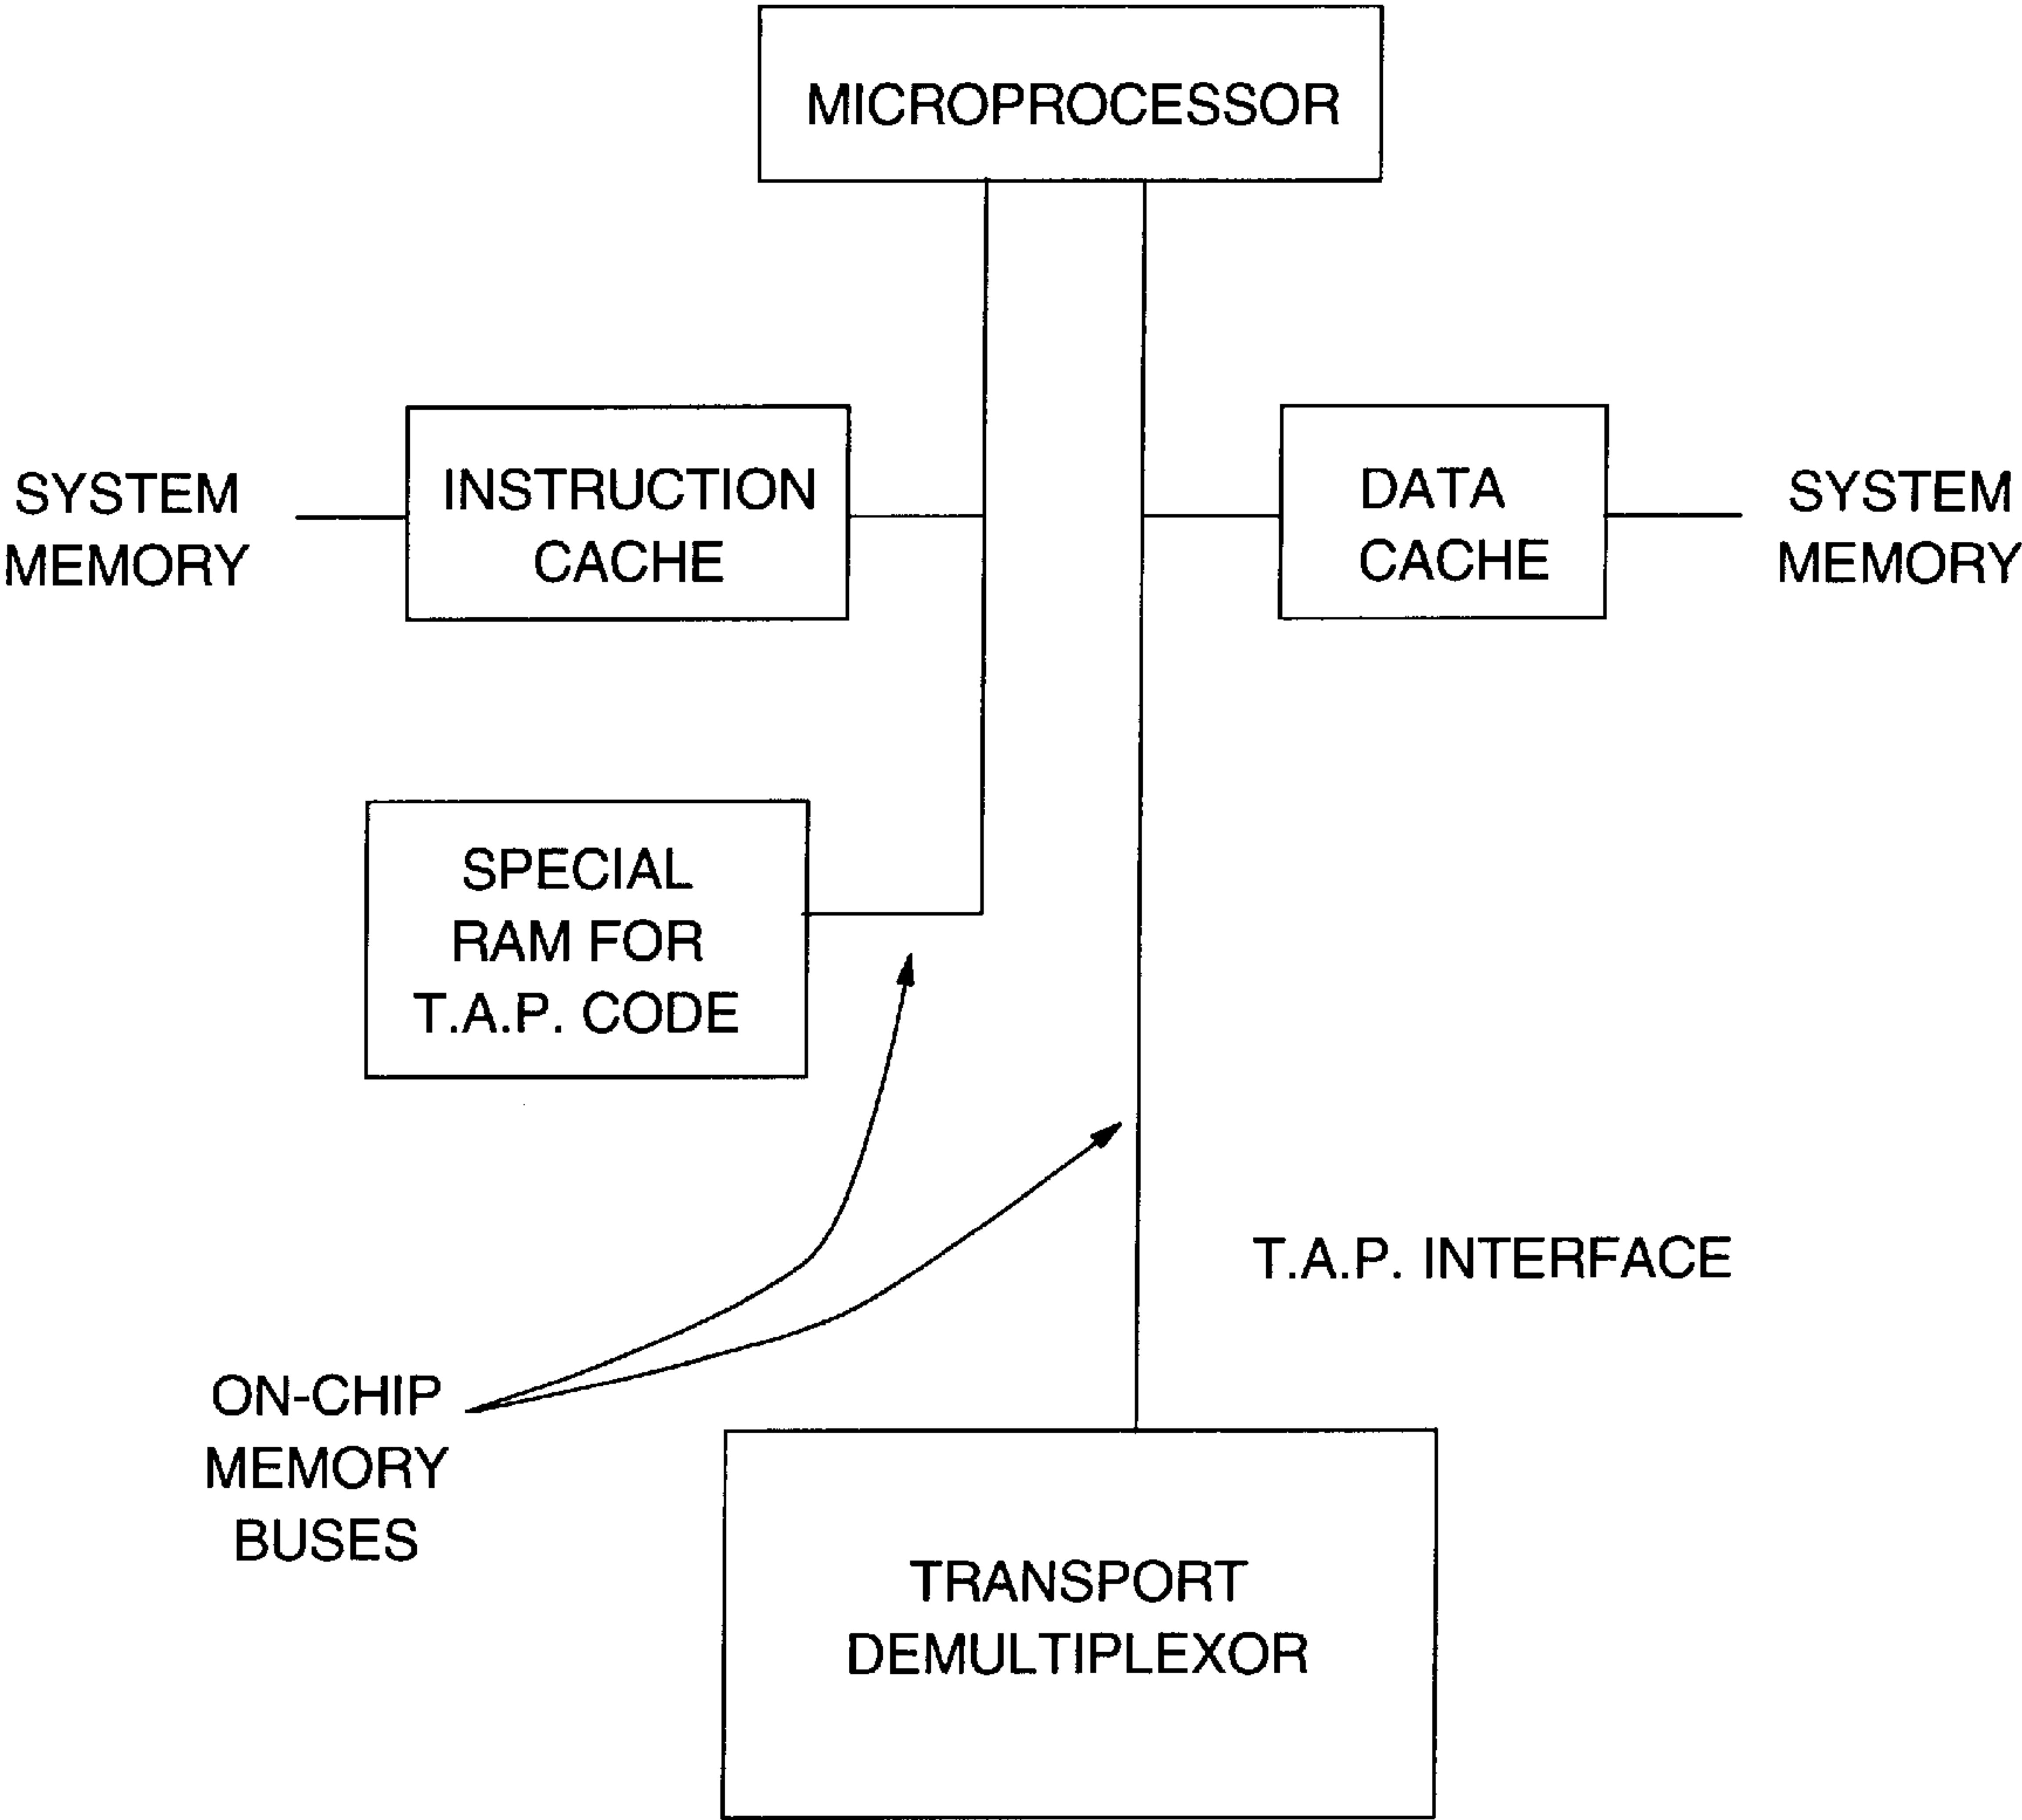 MICROPROCESSOR
SYSTEM
MEMORY
INSTRUCTION
CACHE
DATA
CACHE
SYSTEM
MEMORY
SPECIAL
RAM FOR
T.A.P. CODE
T.A.P. INTERFACE
ON-CHIP
MEMORY
BUSES
TRANSPORT
DEMULTIPLEXOR